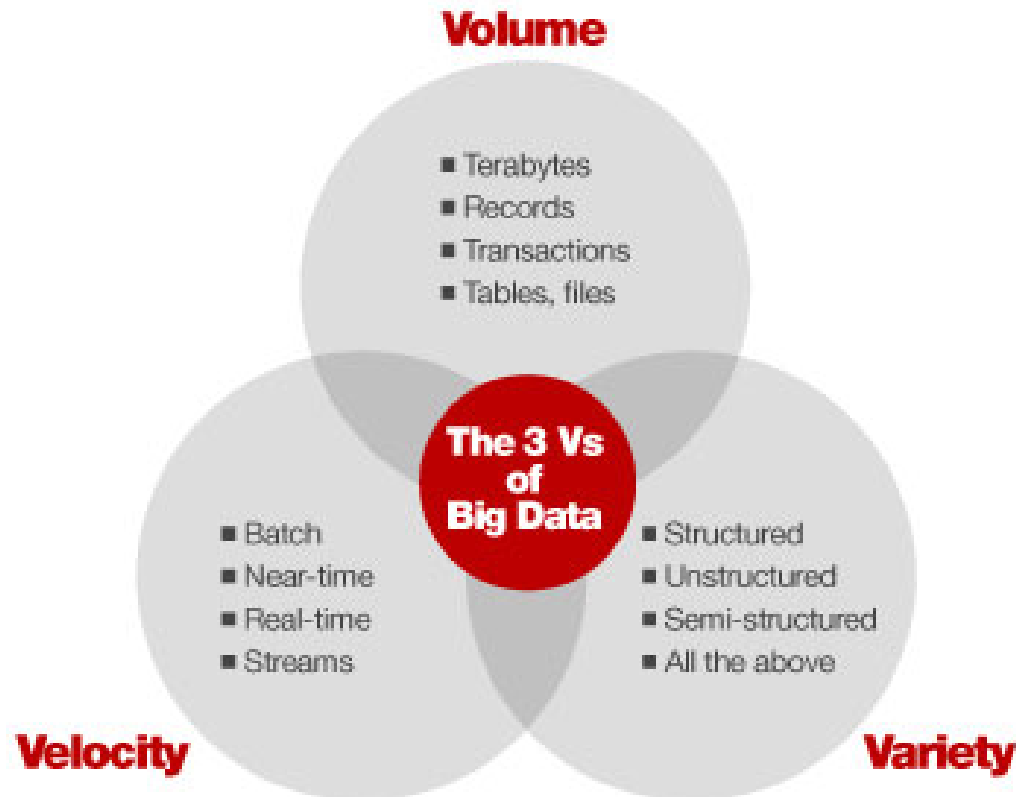 Volume
Terabytes
Records
Transactions
Tables, files
The 3 Vs
of
Big Data
Batch
Near-time
Real-time
Streams
Structured
Unstructured
Semi-structured
All the above
Velocity
Variety